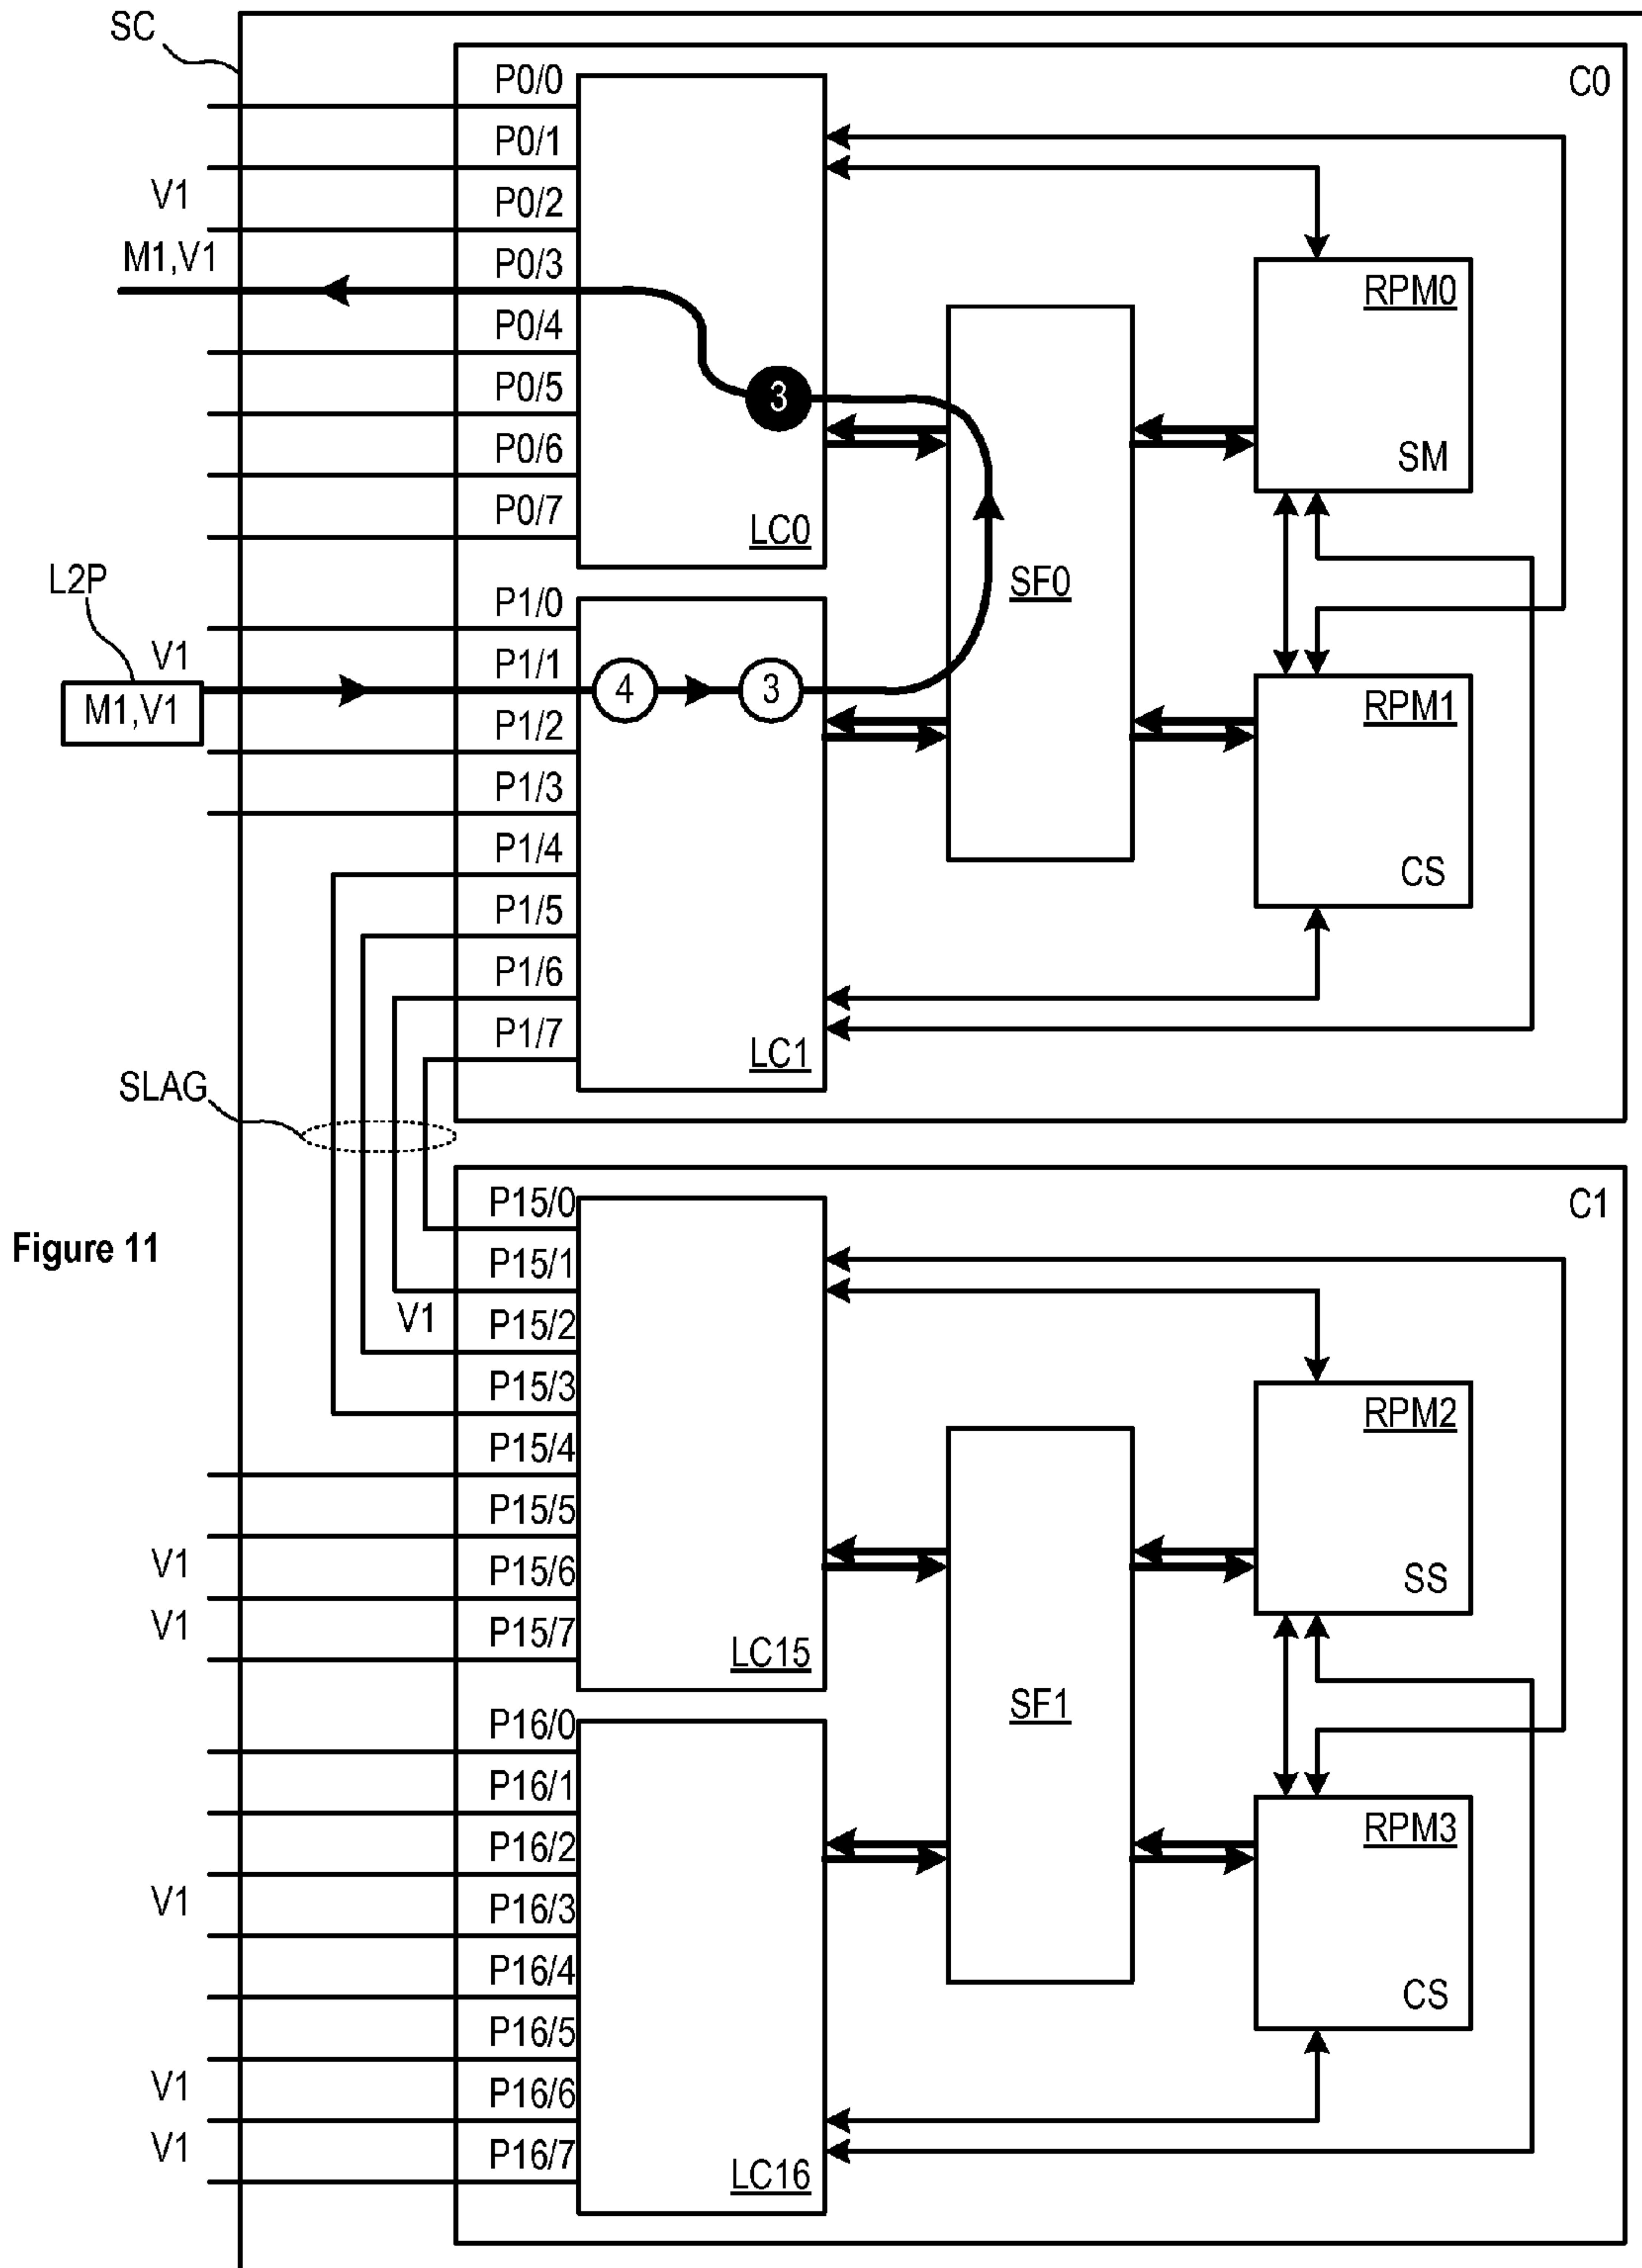 SC
C0
P0/0
P0/1
V1
P0/2
M1,V1
P0/3
P0/4
P0/5
P0/6
P0/7
LC0
3
SF0
RPM0
SM
L2P
P1/0
V1
P1/1
M1,V1
4
3
P1/2
P1/3
P1/4
P1/5
P1/6
P1/7
LC1
RPM1
CS
SLAG
Figure 11
C1
P15/0
P15/1
V1
P15/2
P15/3
P15/4
P15/5
V1
P15/6
V1
P15/7
LC15
SF1
RPM2
SS
P16/0
P16/1
P16/2
V1
P16/3
P16/4
P16/5
V1
P16/6
V1
P16/7
LC16
RPM3
CS